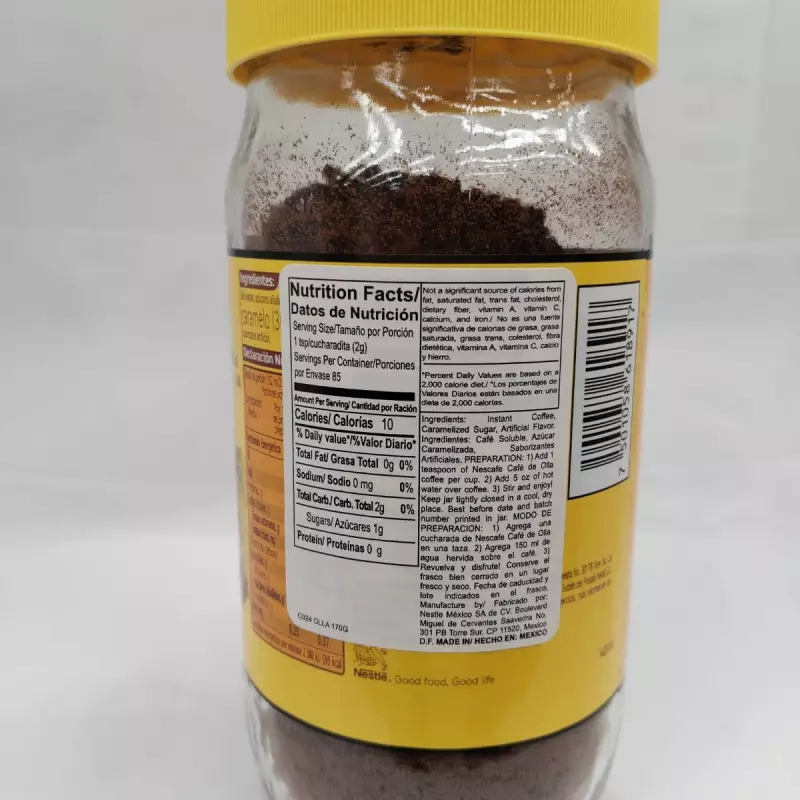 Ingredientes:
caramelo (3
Declaración N
Nutrition Facts/
Datos de Nutrición
Serving Size/Tamaño por Porción
1 tsp/cucharadita (2g)
Servings Per Container/Porciones
por Envase 85
Amount Per Serving/ Cantidad por Ración
Calories/ Calorías 10
% Daily value*/%Valor Diario*
Total Fat/ Grasa Total 0g 0%
Sodium/ Sodio 0 mg 0%
Total Carb./ Carb. Total 2g 0%
Sugars/ Azúcares 1g
Protein/ Proteínas 0 g
C024 OLLA 170G
Not a significant source of calories from
fat, saturated fat, trans fat, cholesterol,
dietary fiber, vitamin A, vitamin C,
calcium, and iron./ No es una fuente
significativa de calorías de grasa, grasa
saturada, grasa trans, colesterol, fibra
dietética, vitamina A, vitamina C, calcio
y hierro.
*Percent Daily Values are based on a
2,000 calorie diet./ *Los porcentajes de
Valores Diarios están basados en una
dieta de 2,000 calorías.
Ingredients: Instant Coffee,
Caramelized Sugar, Artificial Flavor.
Ingredientes: Café Soluble, Azúcar
Caramelizada, Saborizantes
Artificiales. PREPARATION: 1) Add 1
teaspoon of Nescafe Café de Olla
coffee per cup. 2) Add 5 oz of hot
water over coffee. 3) Stir and enjoy!
Keep jar tightly closed in a cool, dry
place. Best before date and batch
number printed in jar. MODO DE
PREPARACION: 1) Agrega una
cucharada de Nescafe Café de Olla
en una taza. 2) Agrega 150 ml de
agua hervida sobre el café. 3)
Revuelva y disfrute! Conserve el
frasco bien cerrado en un lugar
fresco y seco. Fecha de caducidad y
lote indicados en el frasco.
Manufacture by/ Fabricado por:
Nestle México SA de CV. Boulevard
Miguel de Cervantes Saavedra No.
301 PB Torre Sur. CP 11520, Mexico
D.F. MADE IN/ HECHO EN: MEXICO
7 501058 618917
0.25 0.37
Nestlé. Good food, Good life